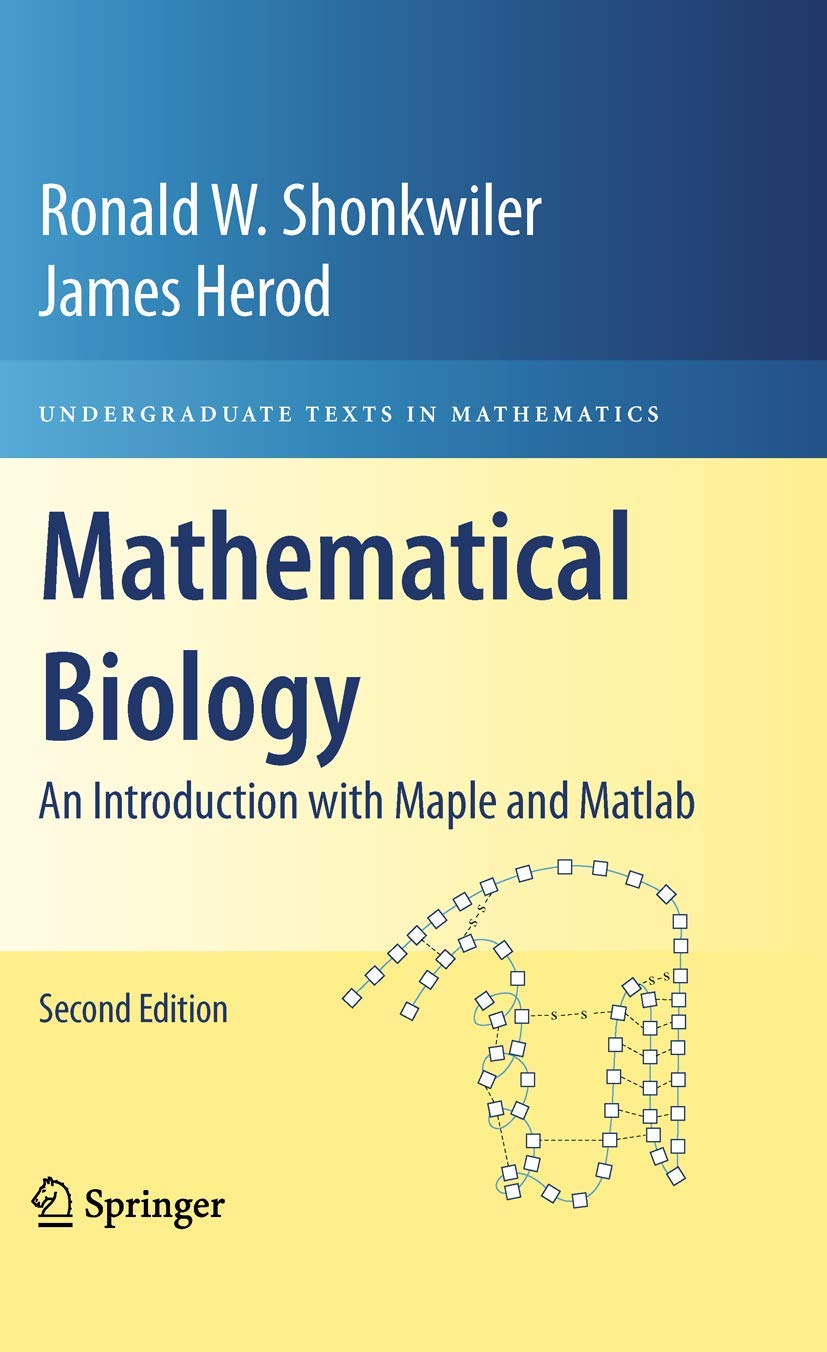 Ronald W. Shonkwiler
James Herod
UNDERGRADUATE TEXTS IN MATHEMATICS
Mathematical
Biology
An Introduction with Maple and Matlab
s
s
s s
s s
Second Edition
Springer